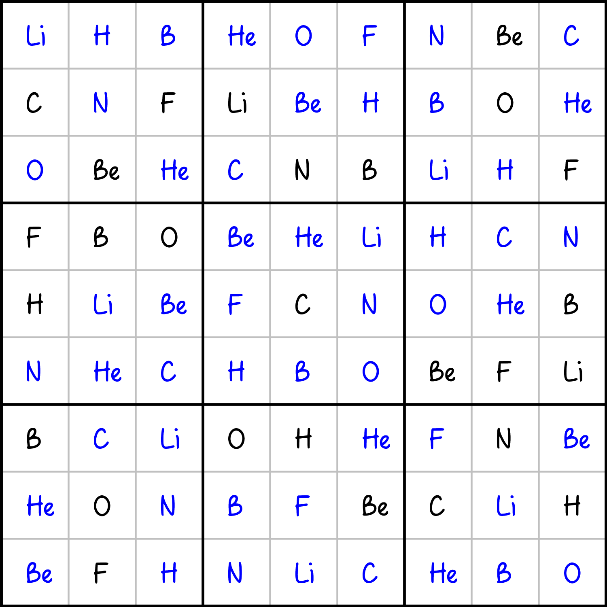 Li H B He O F N Be C
C N F Li Be H B O He
O Be He C N B Li H F
F B O Be He Li H C N
H Li Be F C N O He B
N He C H B O Be F Li
B C Li O H He F N Be
He O N B F Be C Li H
Be F H N Li C He B O